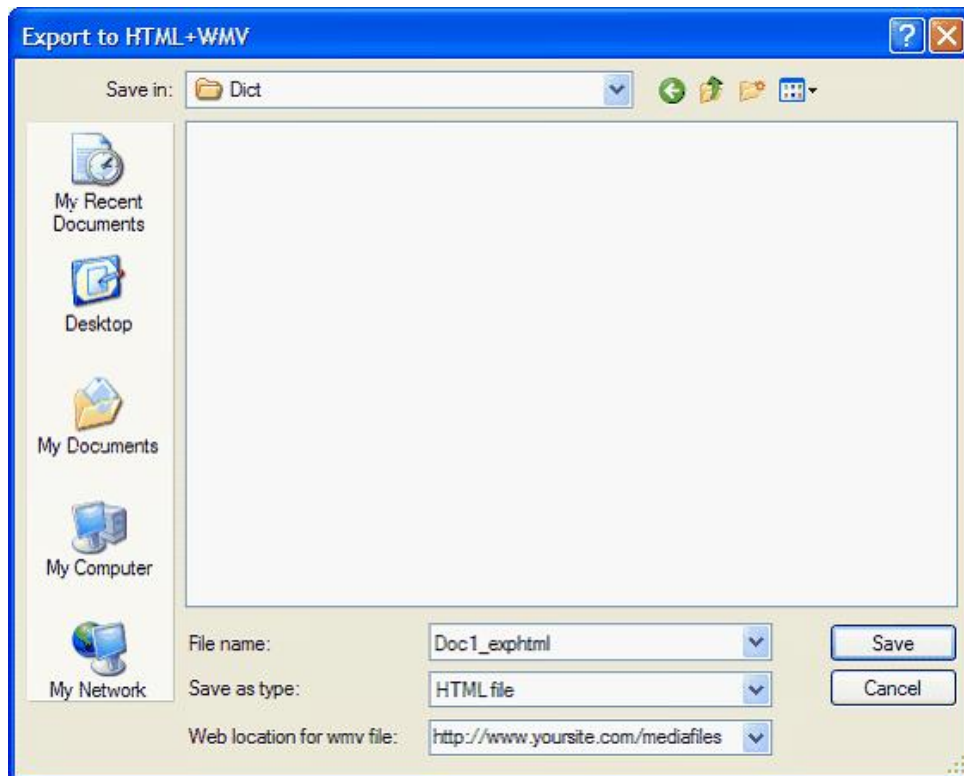 Export to HTML+WMV
Save in: Dict
My Recent
Documents
Desktop
My Documents
My Computer
My Network
File name: Doc1_exphtml Save
Save as type: HTML file Cancel
Web location for wmv file: http://www.yoursite.com/mediafiles